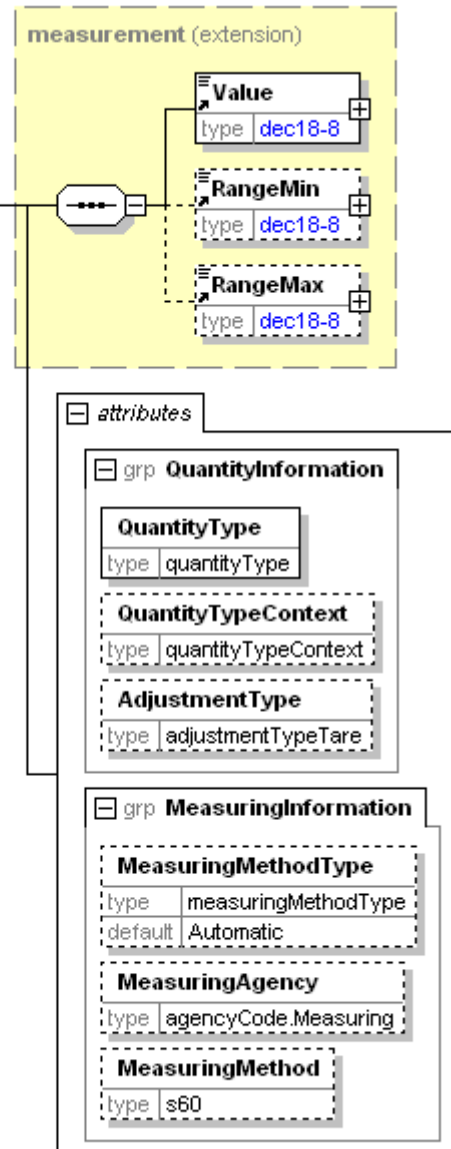 measurement (extension)
Value
type dec18-8
RangeMin
type dec18-8
RangeMax
type dec18-8
attributes
grp QuantityInformation
QuantityType
type quantityType
QuantityTypeContext
type quantityTypeContext
AdjustmentType
type adjustmentTypeTare
grp MeasuringInformation
MeasuringMethodType
type measuringMethodType
default Automatic
MeasuringAgency
type agencyCode.Measuring
MeasuringMethod
type s60